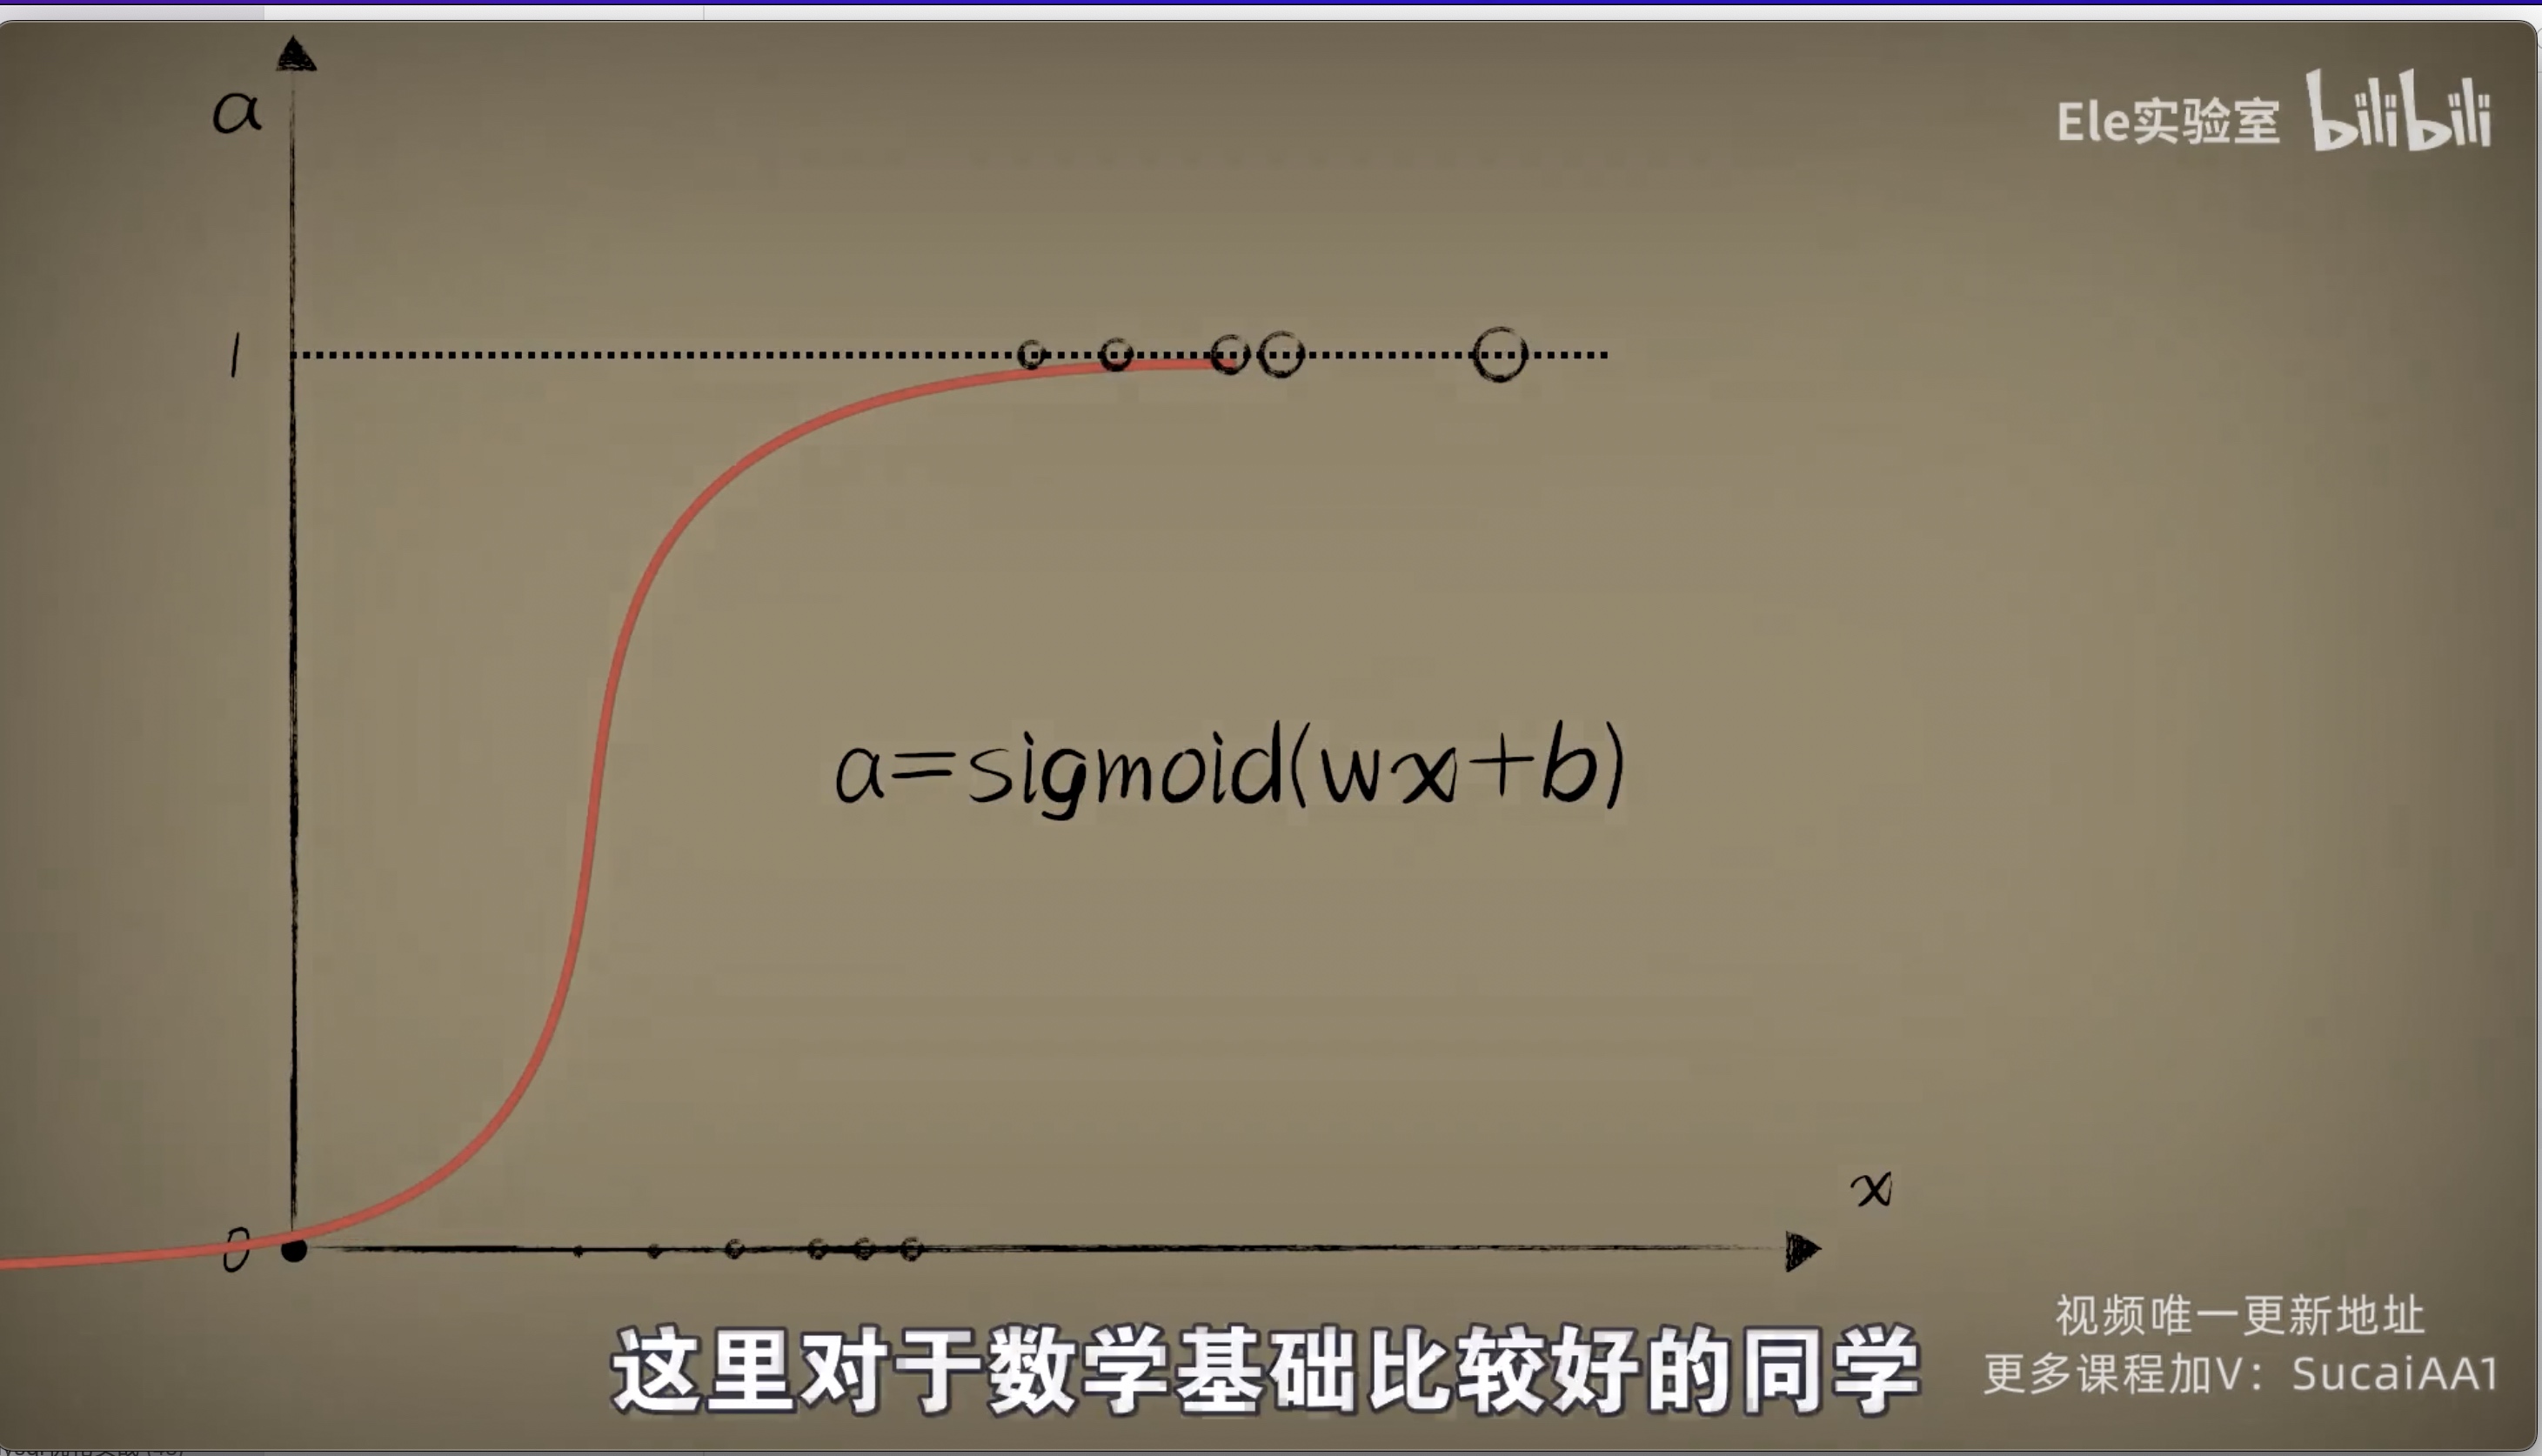 a
Ele实验室 bilibili
1
a=sigmoid(wx+b)
x
0
这里对于数学基础比较好的同学
视频唯一更新地址
更多课程加V：SucaiAA1